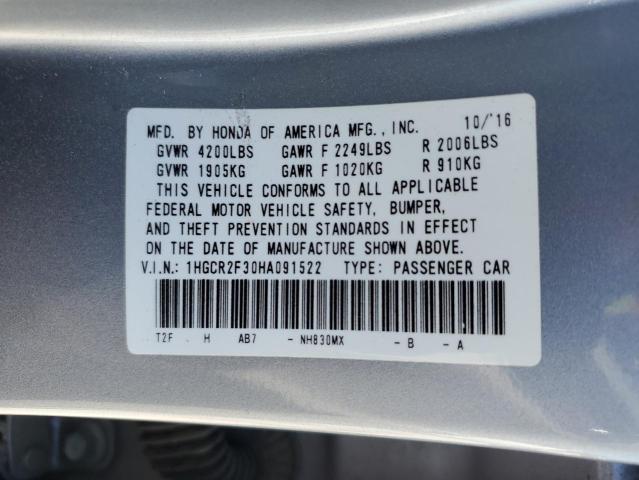 MFD. BY HONDA OF AMERICA MFG., INC. 10/'16
GVWR 4200LBS GAWR F 2249LBS R 2006LBS
GVWR 1905KG GAWR F 1020KG R 910KG
THIS VEHICLE CONFORMS TO ALL APPLICABLE
FEDERAL MOTOR VEHICLE SAFETY, BUMPER,
AND THEFT PREVENTION STANDARDS IN EFFECT
ON THE DATE OF MANUFACTURE SHOWN ABOVE.
V.I.N.: 1HGCR2F30HA091522 TYPE: PASSENGER CAR
T2F H AB7 - NH830MX - B - A